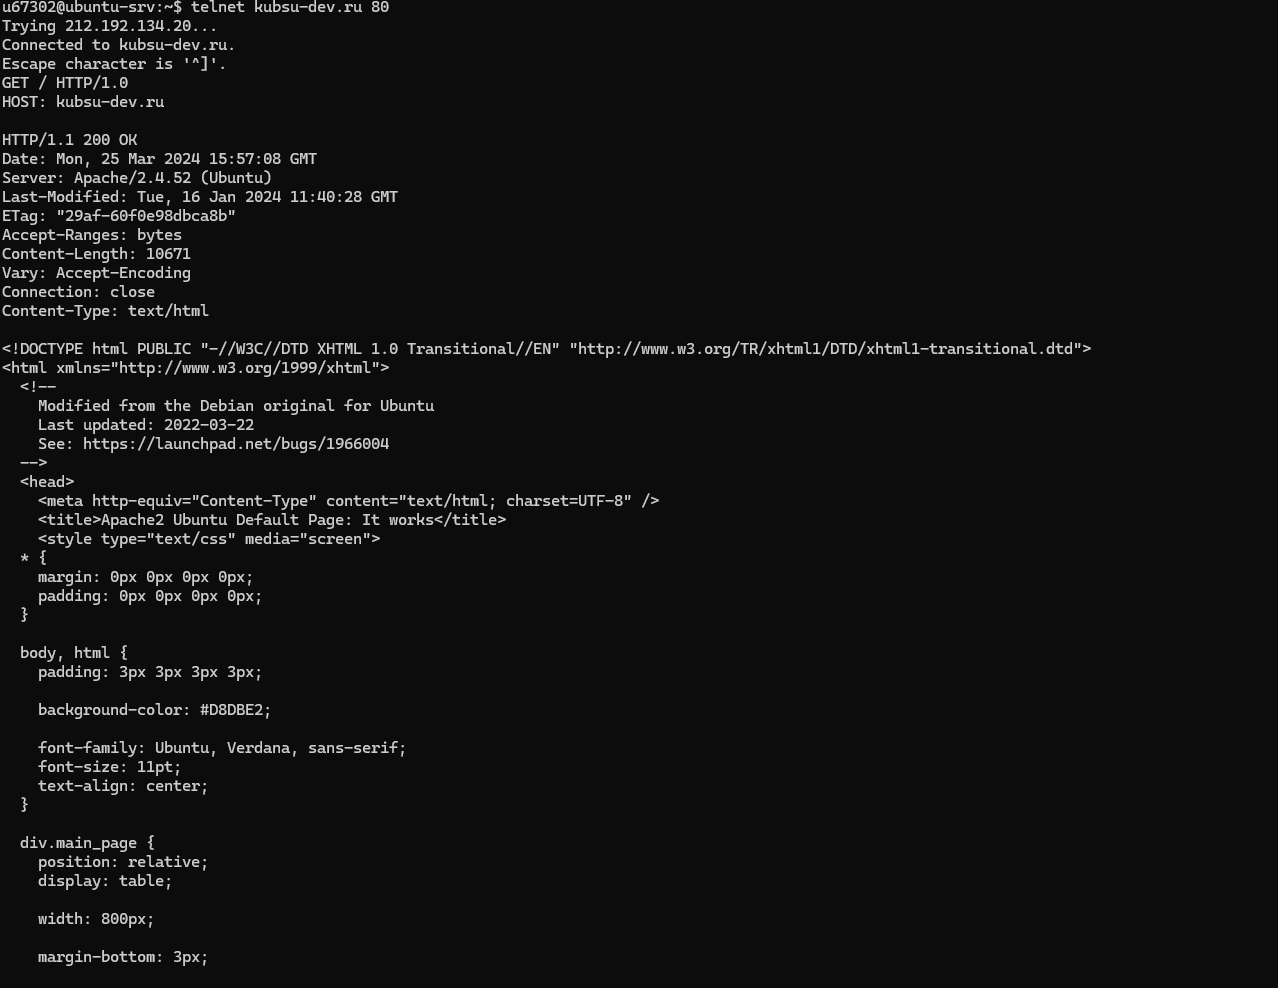 u67302@ubuntu-srv:~$ telnet kubsu-dev.ru 80
Trying 212.192.134.20...
Connected to kubsu-dev.ru.
Escape character is '^]'.
GET / HTTP/1.0
HOST: kubsu-dev.ru

HTTP/1.1 200 OK
Date: Mon, 25 Mar 2024 15:57:08 GMT
Server: Apache/2.4.52 (Ubuntu)
Last-Modified: Tue, 16 Jan 2024 11:40:28 GMT
ETag: "29af-60f0e98dbca8b"
Accept-Ranges: bytes
Content-Length: 10671
Vary: Accept-Encoding
Connection: close
Content-Type: text/html

<!DOCTYPE html PUBLIC "-//W3C//DTD XHTML 1.0 Transitional//EN" "http://www.w3.org/TR/xhtml1/DTD/xhtml1-transitional.dtd">
<html xmlns="http://www.w3.org/1999/xhtml">
  <!--
    Modified from the Debian original for Ubuntu
    Last updated: 2022-03-22
    See: https://launchpad.net/bugs/1966004
  -->
  <head>
    <meta http-equiv="Content-Type" content="text/html; charset=UTF-8" />
    <title>Apache2 Ubuntu Default Page: It works</title>
    <style type="text/css" media="screen">
  * {
    margin: 0px 0px 0px 0px;
    padding: 0px 0px 0px 0px;
  }

  body, html {
    padding: 3px 3px 3px 3px;

    background-color: #D8DBE2;

    font-family: Ubuntu, Verdana, sans-serif;
    font-size: 11pt;
    text-align: center;
  }

  div.main_page {
    position: relative;
    display: table;

    width: 800px;

    margin-bottom: 3px;